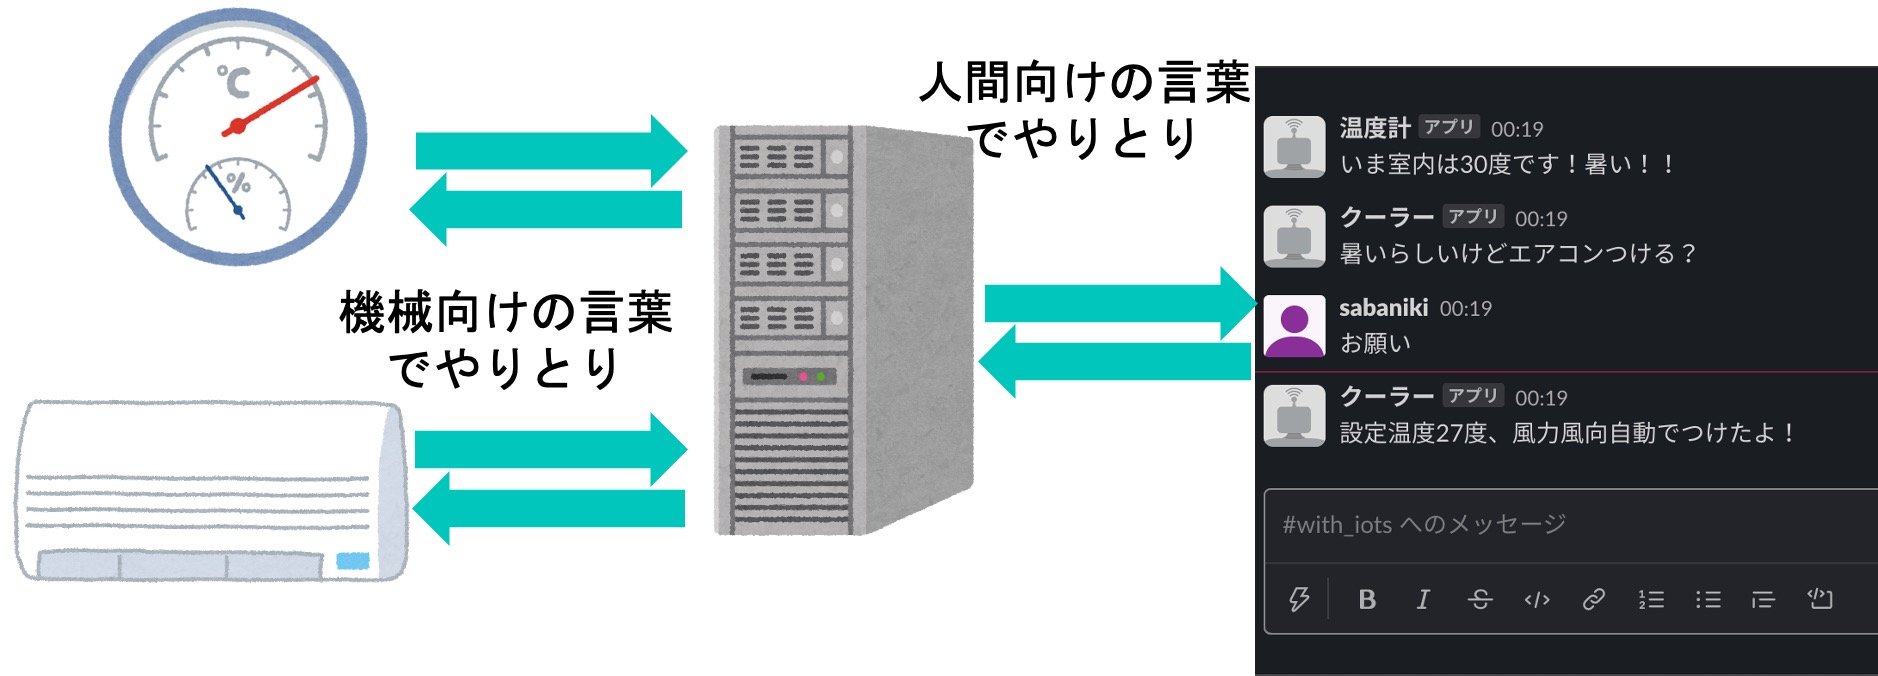 ℃
%
機械向けの言葉
でやりとり
人間向けの言葉
でやりとり
温度計 アプリ 00:19
いま室内は30度です！暑い！！
クーラー アプリ 00:19
暑いらしいけどエアコンつける？
sabaniki 00:19
お願い
クーラー アプリ 00:19
設定温度27度、風力風向自動でつけたよ！
#with_iots へのメッセージ
B I S </>